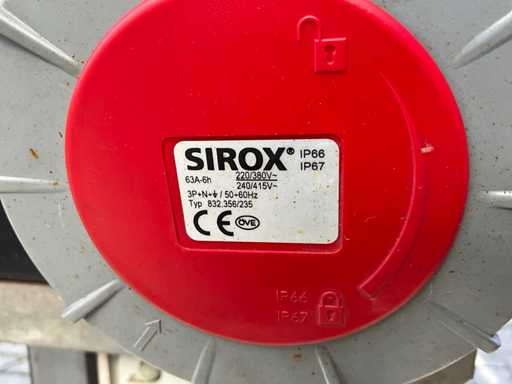 SIROX® IP66
IP67
63A-6h 220/380V~
240/415V~
3P+N+⏚ / 50+60Hz
Typ 832.356/235
CE ÖVE
IP66
IP67